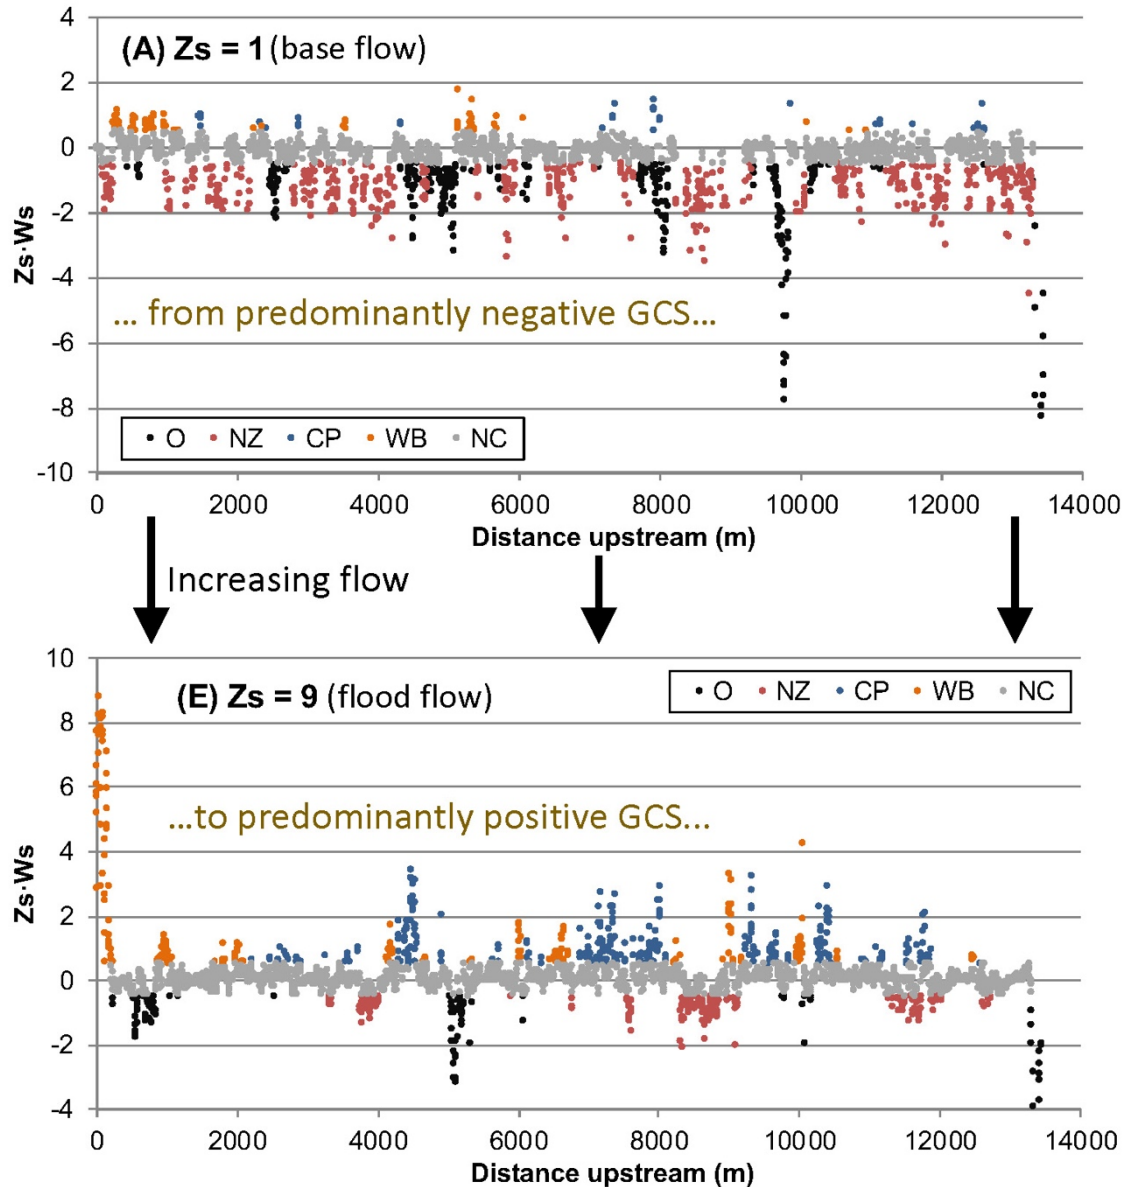 4
(A) Zs = 1 (base flow)
2
0
-2
Zs·Ws
-4
... from predominantly negative GCS...
-6
-8
O NZ CP WB NC
-10
0 2000 4000 6000 8000 10000 12000 14000
Distance upstream (m)
Increasing flow
10
(E) Zs = 9 (flood flow)
O NZ CP WB NC
8
6
...to predominantly positive GCS...
4
Zs·Ws
2
0
-2
-4
0 2000 4000 6000 8000 10000 12000 14000
Distance upstream (m)